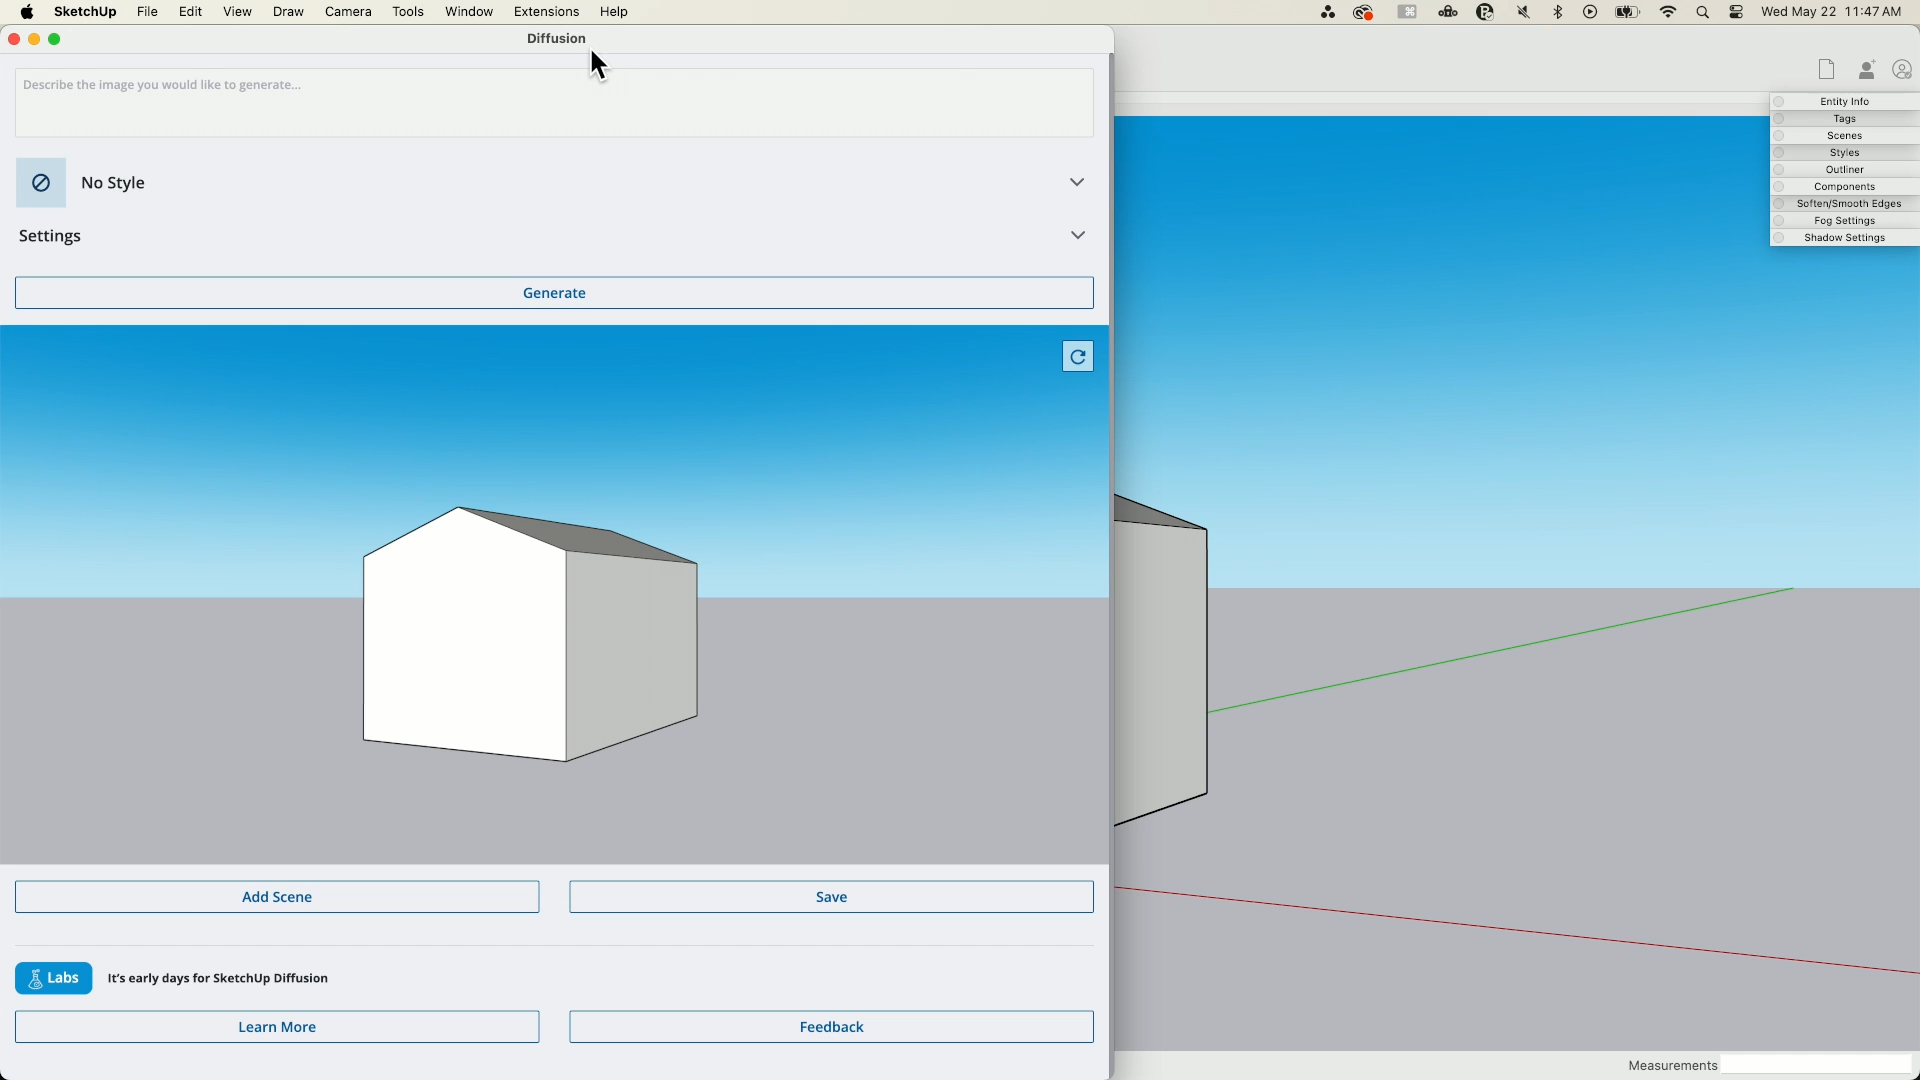 SketchUp File Edit View Draw Camera Tools Window Extensions Help Wed May 22 11:47 AM
Diffusion
Describe the image you would like to generate...
No Style
Settings
Generate
Add Scene Save
Labs It's early days for SketchUp Diffusion
Learn More Feedback
Entity Info
Tags
Scenes
Styles
Outliner
Components
Soften/Smooth Edges
Fog Settings
Shadow Settings
Measurements